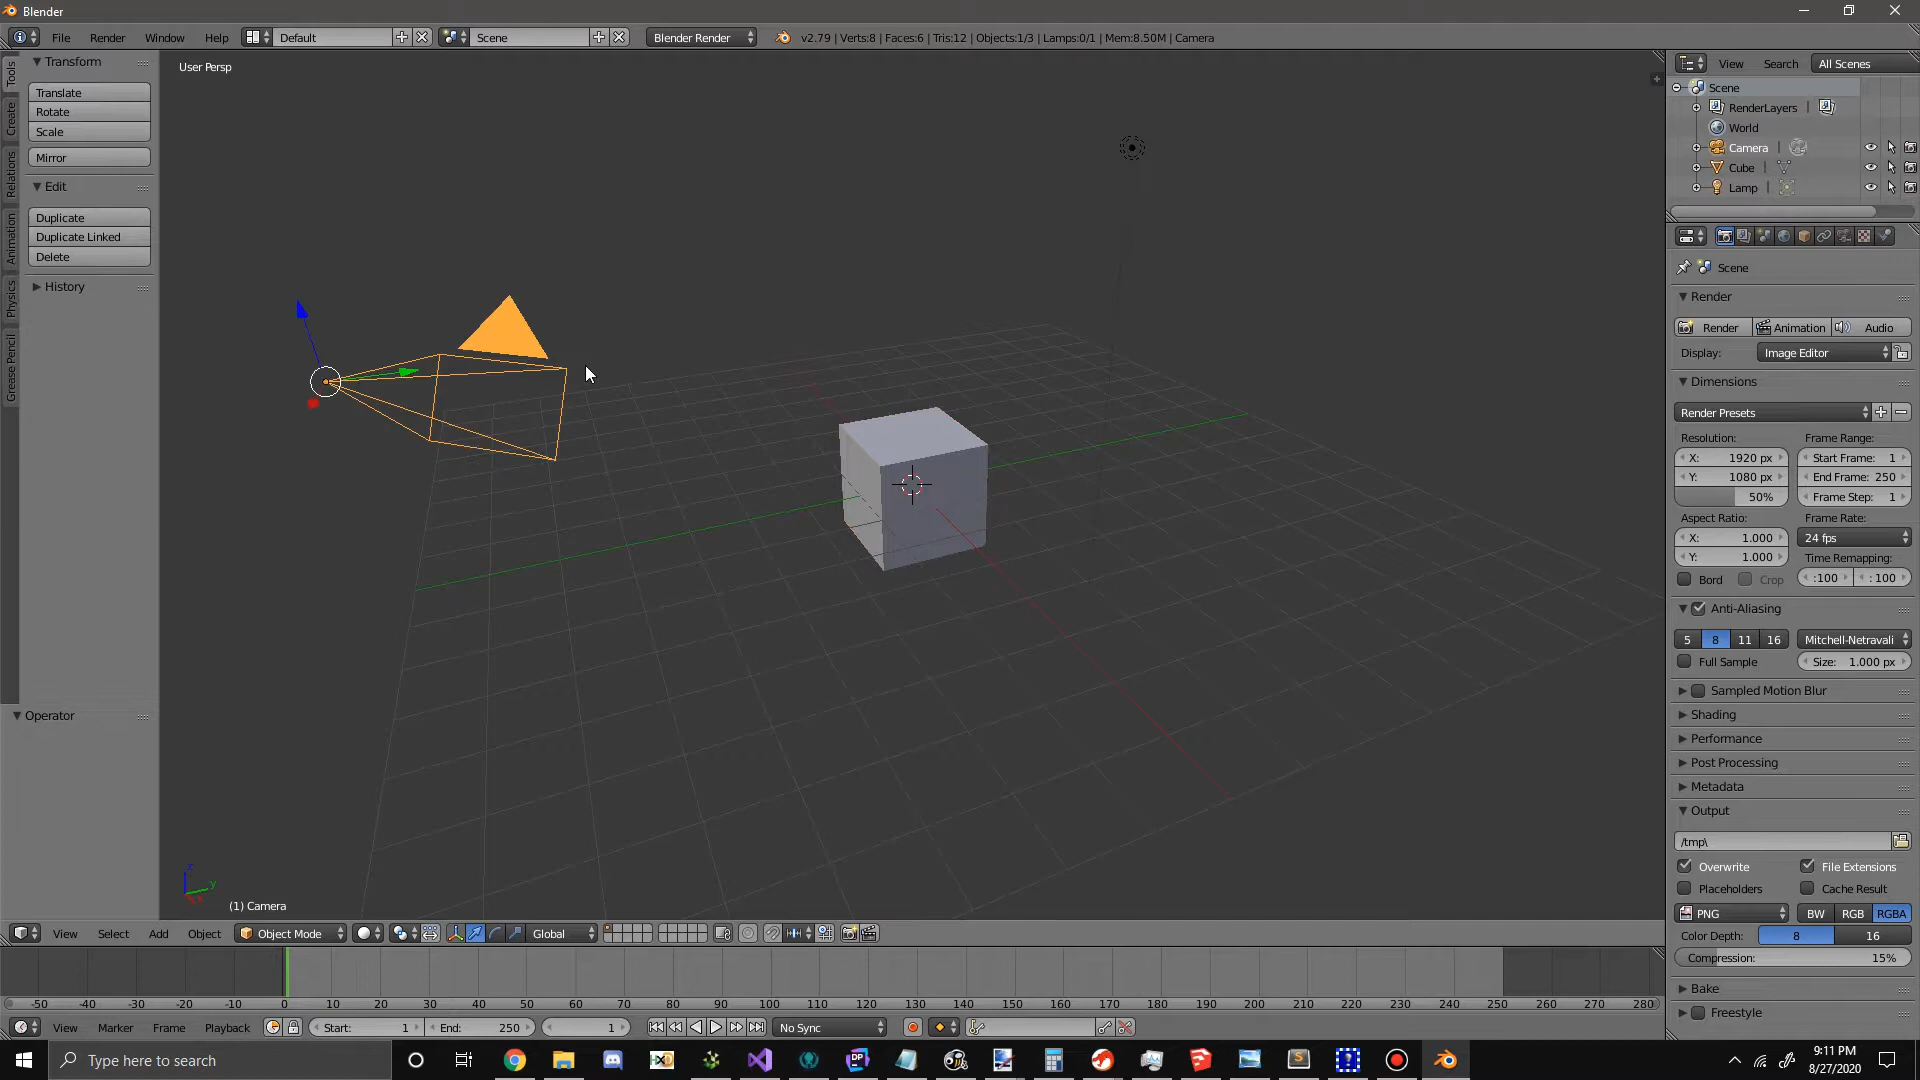 Blender
File Render Window Help Default Scene Blender Render v2.79 | Verts:8 | Faces:6 | Tris:12 | Objects:1/3 | Lamps:0/1 | Mem:8.50M | Camera
Tools
Create
Relations
Animation
Physics
Grease Pencil
Transform
Translate
Rotate
Scale
Mirror
Edit
Duplicate
Duplicate Linked
Delete
History
Operator
User Persp
z
y
(1) Camera
View Search All Scenes
Scene
RenderLayers |
World
Camera |
Cube |
Lamp |
Scene
Render
Render Animation Audio
Display: Image Editor
Dimensions
Render Presets
Resolution: Frame Range:
X: 1920 px Start Frame: 1
Y: 1080 px End Frame: 250
50% Frame Step: 1
Aspect Ratio: Frame Rate:
X: 1.000 24 fps
Y: 1.000 Time Remapping:
Bord Crop :100 : 100
Anti-Aliasing
5 8 11 16 Mitchell-Netravali
Full Sample Size: 1.000 px
Sampled Motion Blur
Shading
Performance
Post Processing
Metadata
Output
/tmp\
Overwrite File Extensions
Placeholders Cache Result
PNG BW RGB RGBA
Color Depth: 8 16
Compression: 15%
Bake
Freestyle
View Select Add Object Object Mode Global
-50 -40 -30 -20 -10 0 10 20 30 40 50 60 70 80 90 100 110 120 130 140 150 160 170 180 190 200 210 220 230 240 250 260 270 280
View Marker Frame Playback Start: 1 End: 250 1 No Sync
Type here to search
9:11 PM
8/27/2020